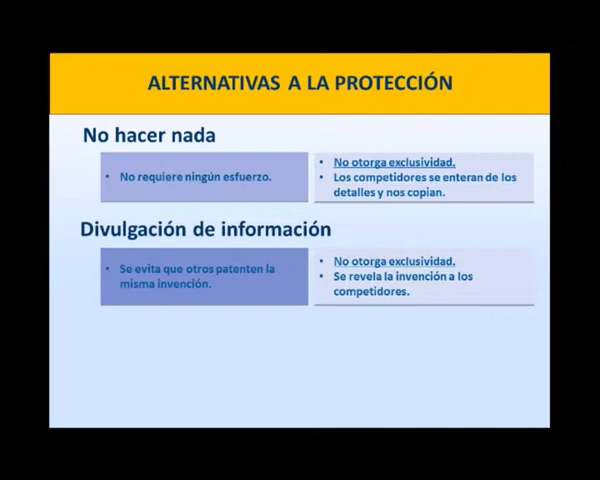 ALTERNATIVAS A LA PROTECCIÓN
No hacer nada
• No requiere ningún esfuerzo.
• No otorga exclusividad.
• Los competidores se enteran de los
detalles y nos copian.
Divulgación de información
• Se evita que otros patenten la
misma invención.
• No otorga exclusividad.
• Se revela la invención a los
competidores.